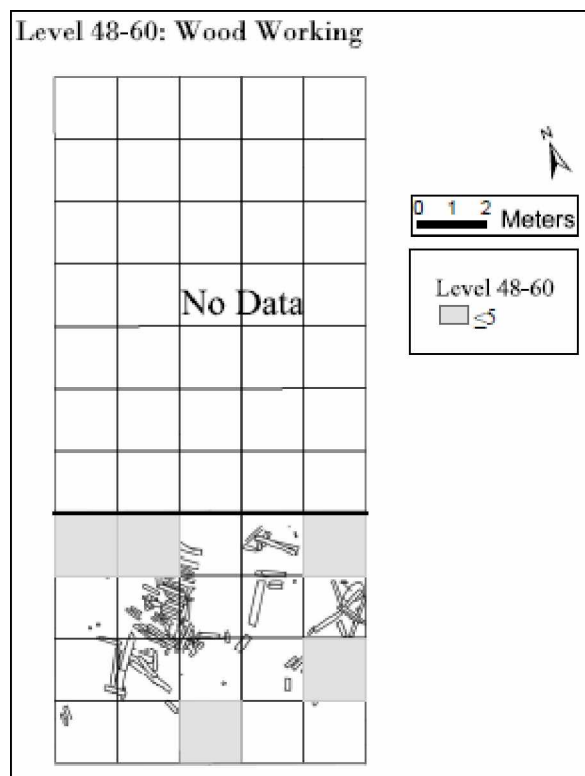 Level 48-60: Wood Working
N
0 1 2 Meters
Level 48-60
≤5
No Data